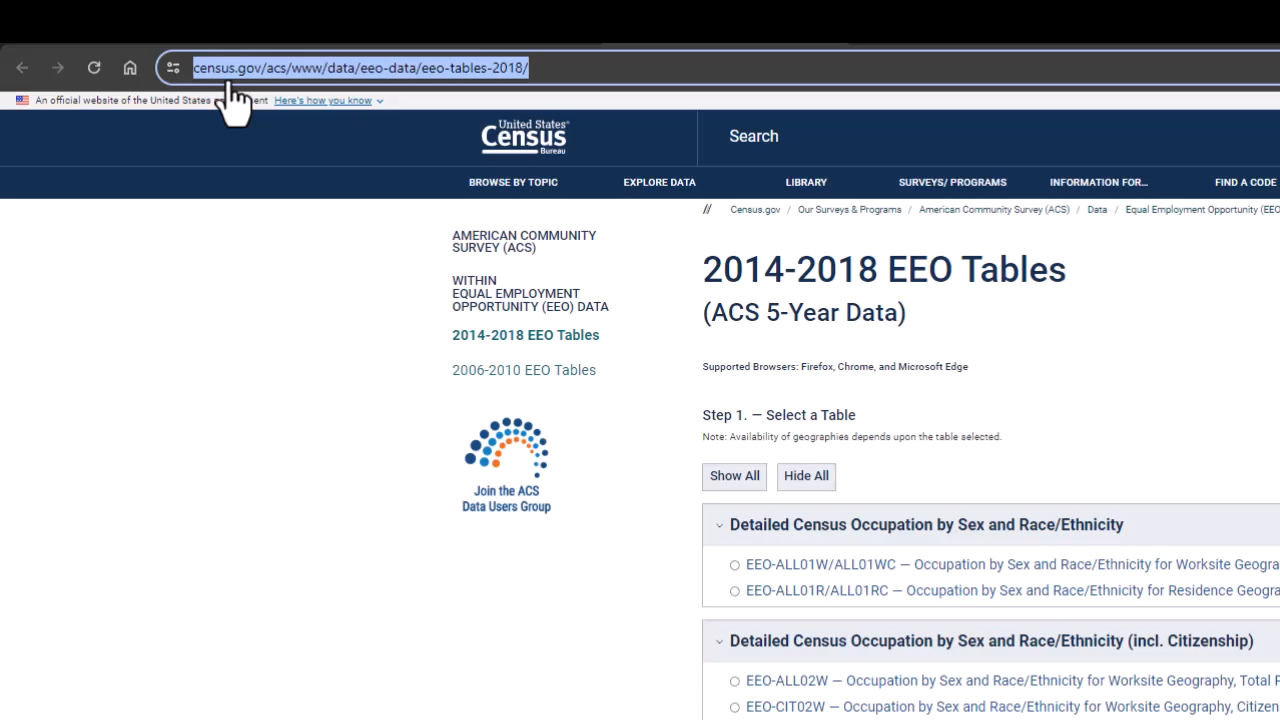 census.gov/acs/www/data/eeo-data/eeo-tables-2018/
An official website of the United States ent Here's how you know
United States®
Census
Bureau
Search
BROWSE BY TOPIC EXPLORE DATA LIBRARY SURVEYS/ PROGRAMS INFORMATION FOR... FIND A CODE
// Census.gov / Our Surveys & Programs / American Community Survey (ACS) / Data / Equal Employment Opportunity (EEO
AMERICAN COMMUNITY
SURVEY (ACS)
WITHIN
EQUAL EMPLOYMENT
OPPORTUNITY (EEO) DATA
2014-2018 EEO Tables
2006-2010 EEO Tables
Join the ACS
Data Users Group
2014-2018 EEO Tables
(ACS 5-Year Data)
Supported Browsers: Firefox, Chrome, and Microsoft Edge
Step 1. — Select a Table
Note: Availability of geographies depends upon the table selected.
Show All Hide All
Detailed Census Occupation by Sex and Race/Ethnicity
EEO-ALL01W/ALL01WC — Occupation by Sex and Race/Ethnicity for Worksite Geogra
EEO-ALL01R/ALL01RC — Occupation by Sex and Race/Ethnicity for Residence Geogra
Detailed Census Occupation by Sex and Race/Ethnicity (incl. Citizenship)
EEO-ALL02W — Occupation by Sex and Race/Ethnicity for Worksite Geography, Total P
EEO-CIT02W — Occupation by Sex and Race/Ethnicity for Worksite Geography, Citizen